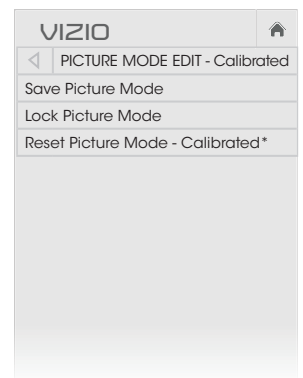 VIZIO
PICTURE MODE EDIT - Calibrated
Save Picture Mode
Lock Picture Mode
Reset Picture Mode - Calibrated*